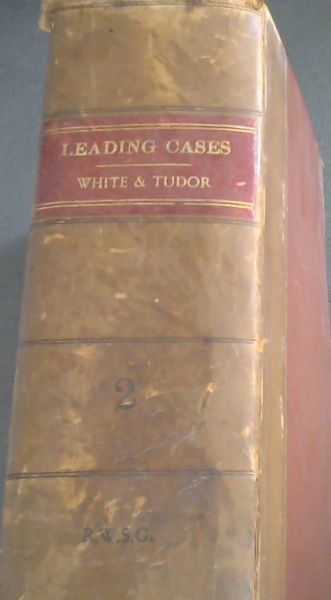 LEADING CASES
WHITE & TUDOR
2
R.W.S.G.